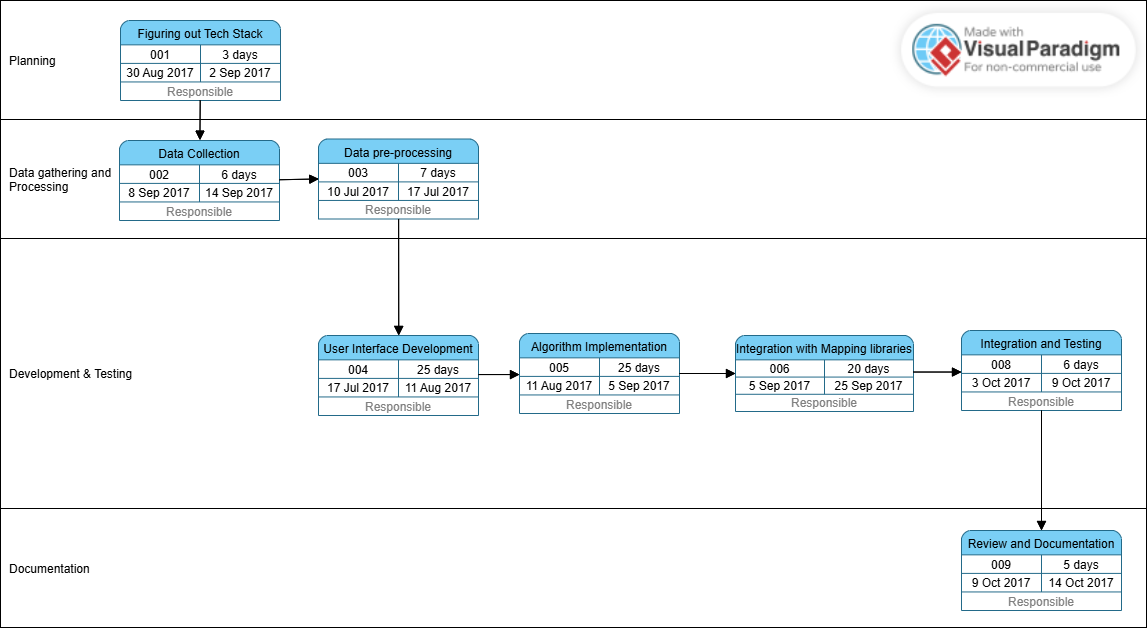 Made with
Visual Paradigm
For non-commercial use
Planning
Figuring out Tech Stack
001 3 days
30 Aug 2017 2 Sep 2017
Responsible
Data gathering and
Processing
Data Collection
002 6 days
8 Sep 2017 14 Sep 2017
Responsible
Data pre-processing
003 7 days
10 Jul 2017 17 Jul 2017
Responsible
Development & Testing
User Interface Development
004 25 days
17 Jul 2017 11 Aug 2017
Responsible
Algorithm Implementation
005 25 days
11 Aug 2017 5 Sep 2017
Responsible
Integration with Mapping libraries
006 20 days
5 Sep 2017 25 Sep 2017
Responsible
Integration and Testing
008 6 days
3 Oct 2017 9 Oct 2017
Responsible
Documentation
Review and Documentation
009 5 days
9 Oct 2017 14 Oct 2017
Responsible